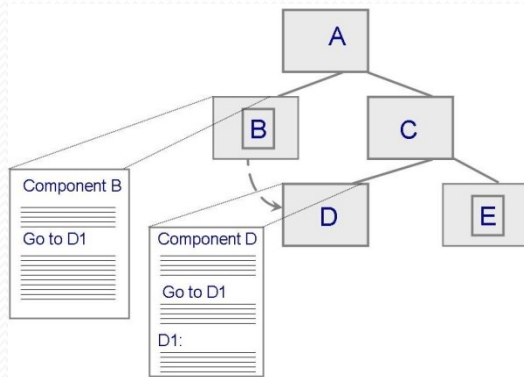 A
B
C
D
E
Component B
Go to D1
Component D
Go to D1
D1: